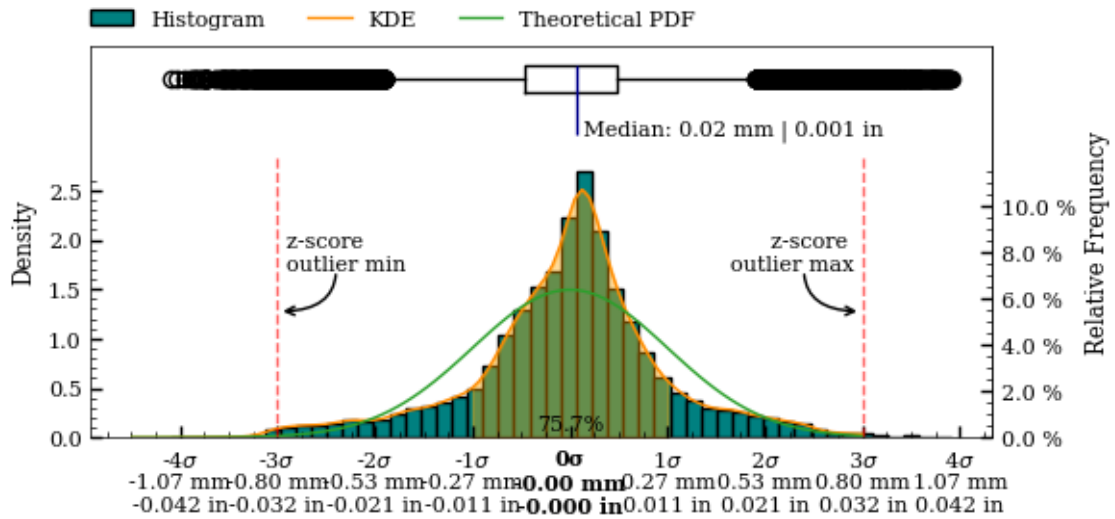 Histogram KDE Theoretical PDF
Median: 0.02 mm | 0.001 in
Density
Relative Frequency
2.5
2.0
1.5
1.0
0.5
0.0
10.0 %
8.0 %
6.0 %
4.0 %
2.0 %
0.0 %
z-score
outlier min
z-score
outlier max
75.7%
-4σ -3σ -2σ -1σ 0σ 1σ 2σ 3σ 4σ
-1.07 mm -0.80 mm -0.53 mm -0.27 mm -0.00 mm 0.27 mm 0.53 mm 0.80 mm 1.07 mm
-0.042 in -0.032 in -0.021 in -0.011 in -0.000 in 0.011 in 0.021 in 0.032 in 0.042 in